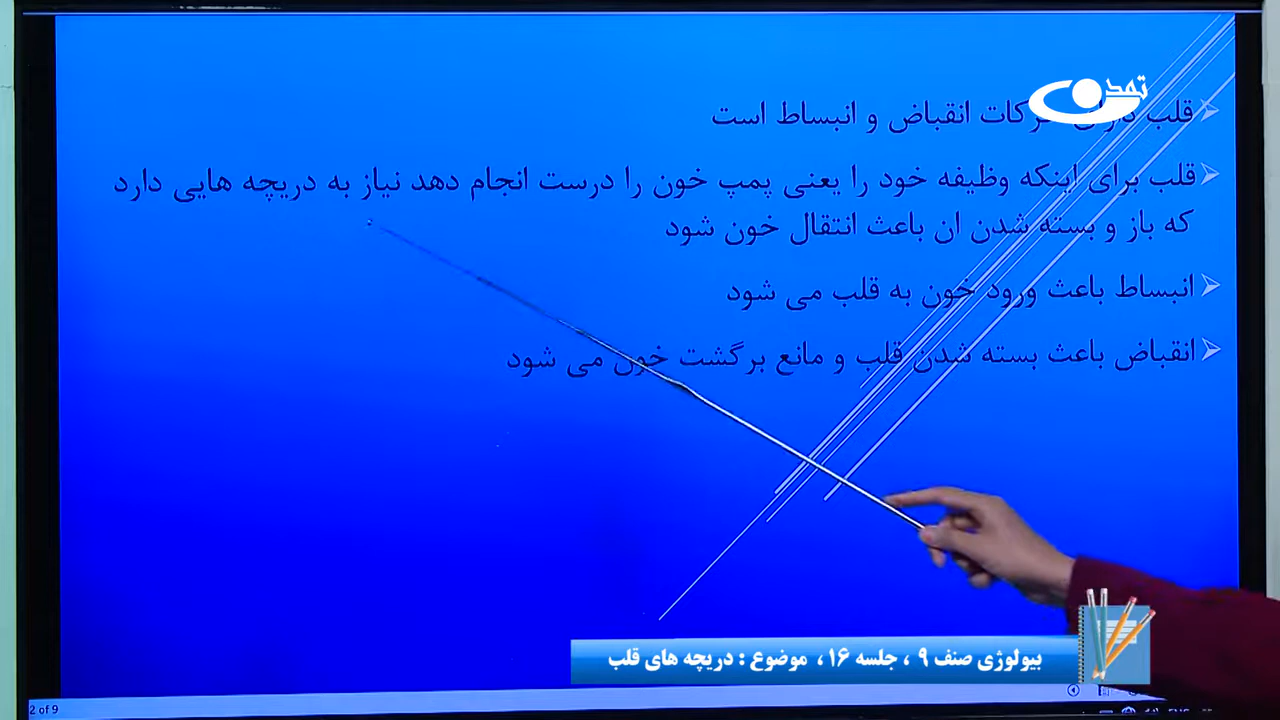 تمدن
قلب دارای حرکات انقباض و انبساط است
قلب برای اینکه وظیفه خود را یعنی پمپ خون را درست انجام دهد نیاز به دریچه هایی دارد
که باز و بسته شدن ان باعث انتقال خون شود
انبساط باعث ورود خون به قلب می شود
انقباض باعث بسته شدن قلب و مانع برگشت خون می شود
بیولوژی صنف ۹ ، جلسه ۱۶ ، موضوع : دریچه های قلب
2 of 9